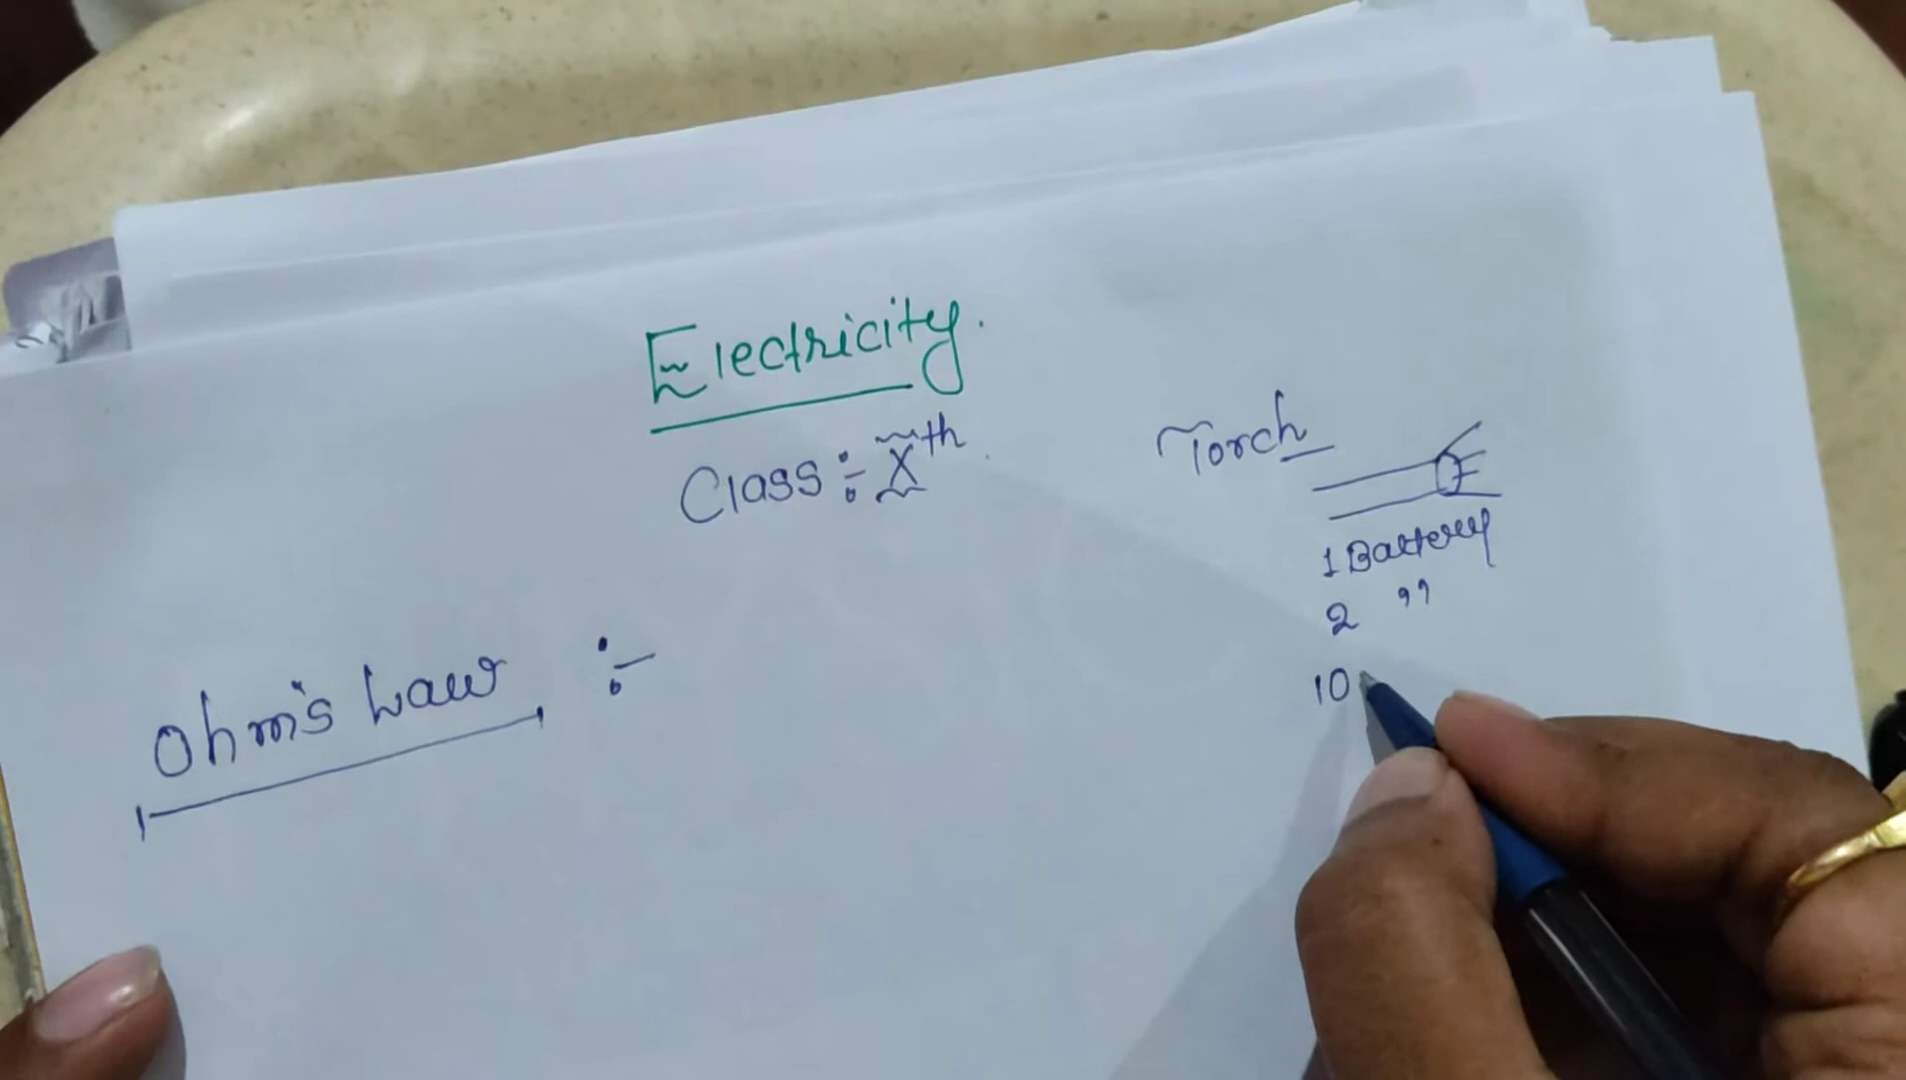 Electricity.
Class :- Xth
Torch
1 Battery
2 "
10
Ohm's Law :-